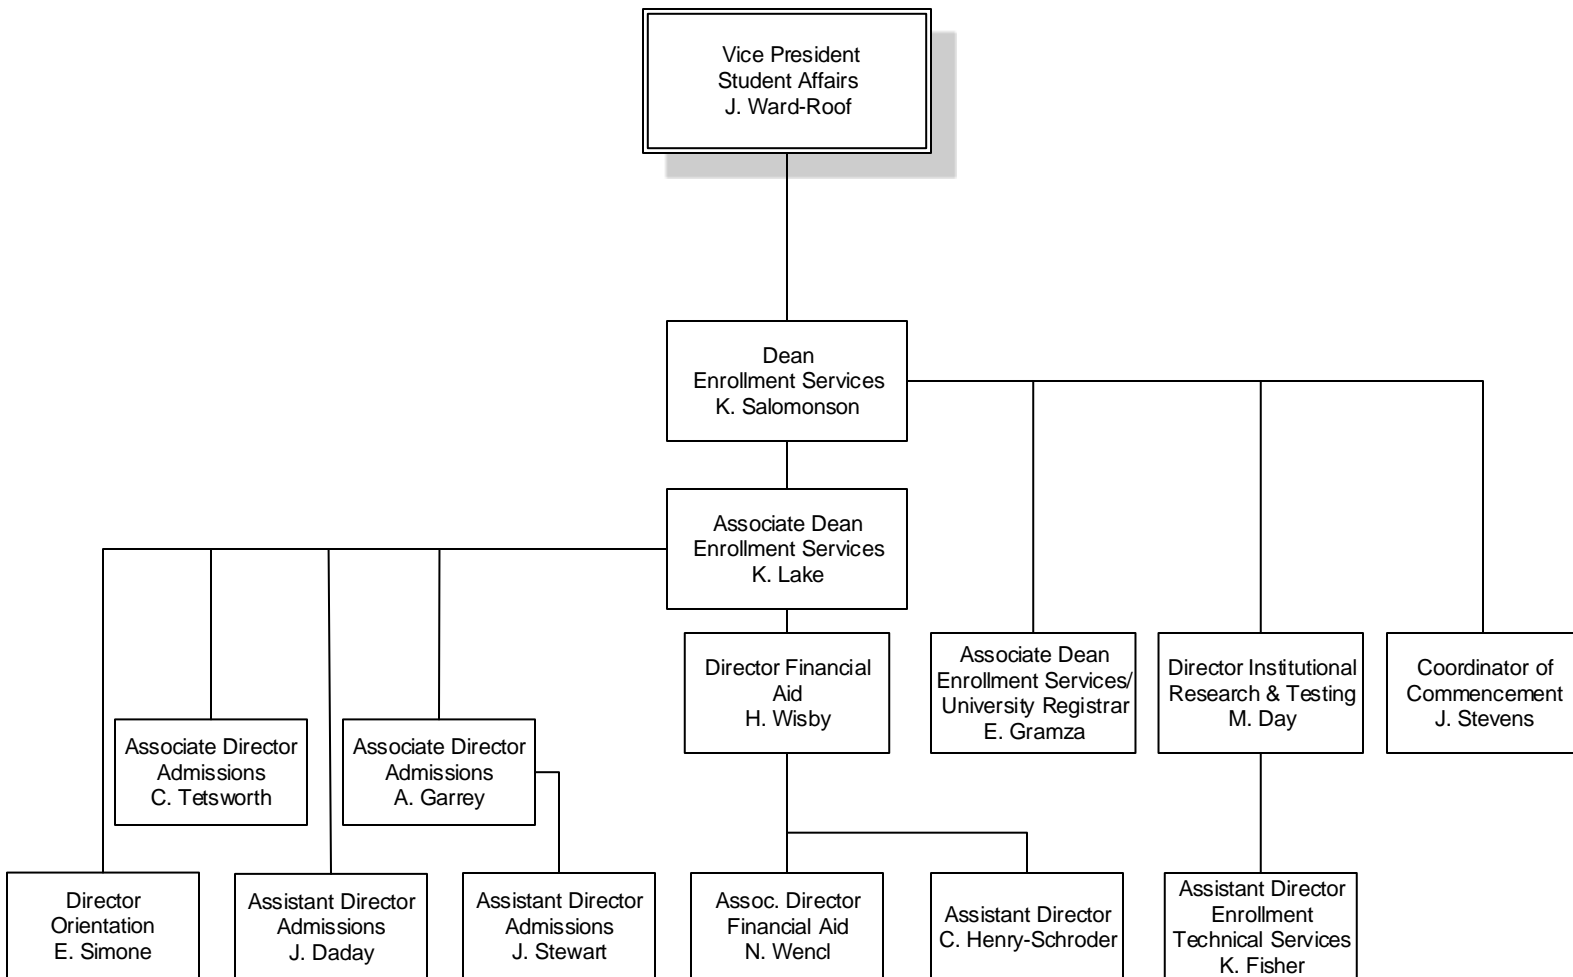 Vice President
Student Affairs
J. Ward-Roof
Dean
Enrollment Services
K. Salomonson
Associate Dean
Enrollment Services
K. Lake
Director Financial
Aid
H. Wisby
Associate Dean
Enrollment Services/
University Registrar
E. Gramza
Director Institutional
Research & Testing
M. Day
Coordinator of
Commencement
J. Stevens
Associate Director
Admissions
C. Tetsworth
Associate Director
Admissions
A. Garrey
Director
Orientation
E. Simone
Assistant Director
Admissions
J. Daday
Assistant Director
Admissions
J. Stewart
Assoc. Director
Financial Aid
N. Wencl
Assistant Director
C. Henry-Schroder
Assistant Director
Enrollment
Technical Services
K. Fisher